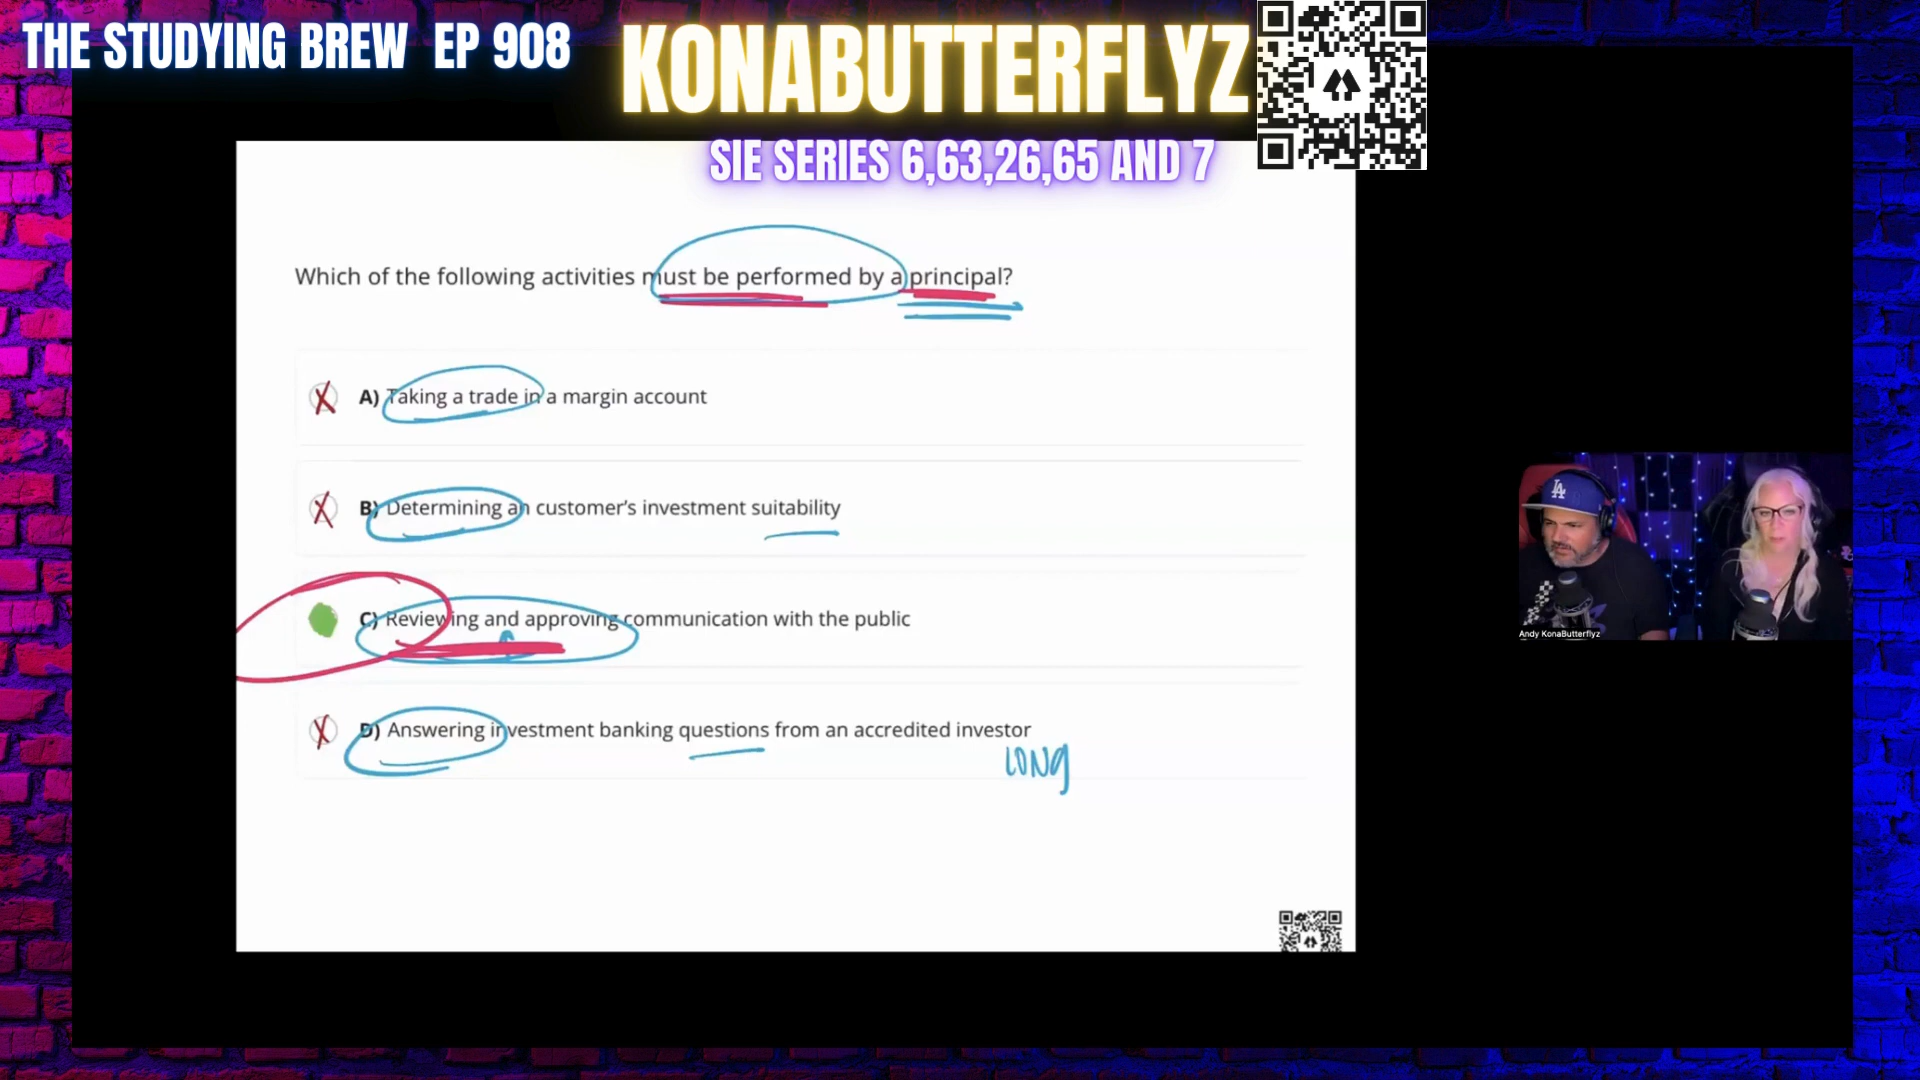 THE STUDYING BREW EP 908
KONABUTTERFLYZ
SIE SERIES 6,63,26,65 AND 7
Which of the following activities must be performed by a principal?
A) Taking a trade in a margin account
B) Determining an customer's investment suitability
C) Reviewing and approving communication with the public
D) Answering investment banking questions from an accredited investor
LONG
LA
Andy KonaButterflyz